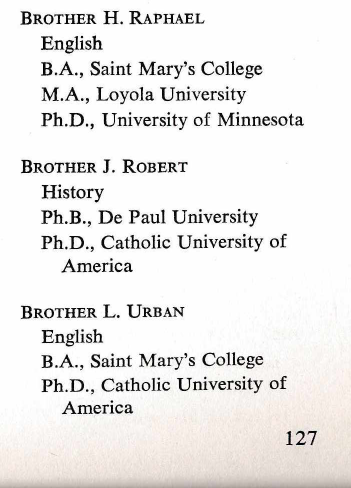 BROTHER H. RAPHAEL
English
B.A., Saint Mary's College
M.A., Loyola University
Ph.D., University of Minnesota
BROTHER J. ROBERT
History
Ph.B., De Paul University
Ph.D., Catholic University of
America
BROTHER L. URBAN
English
B.A., Saint Mary's College
Ph.D., Catholic University of
America
127